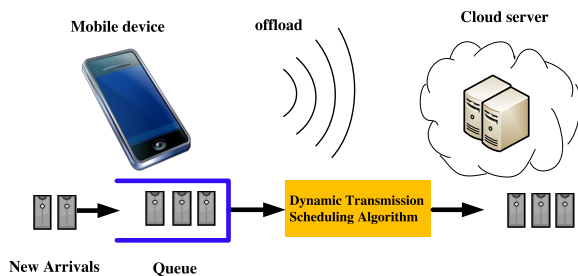 Mobile device
offload
Cloud server
Dynamic Transmission
Scheduling Algorithm
New Arrivals
Queue